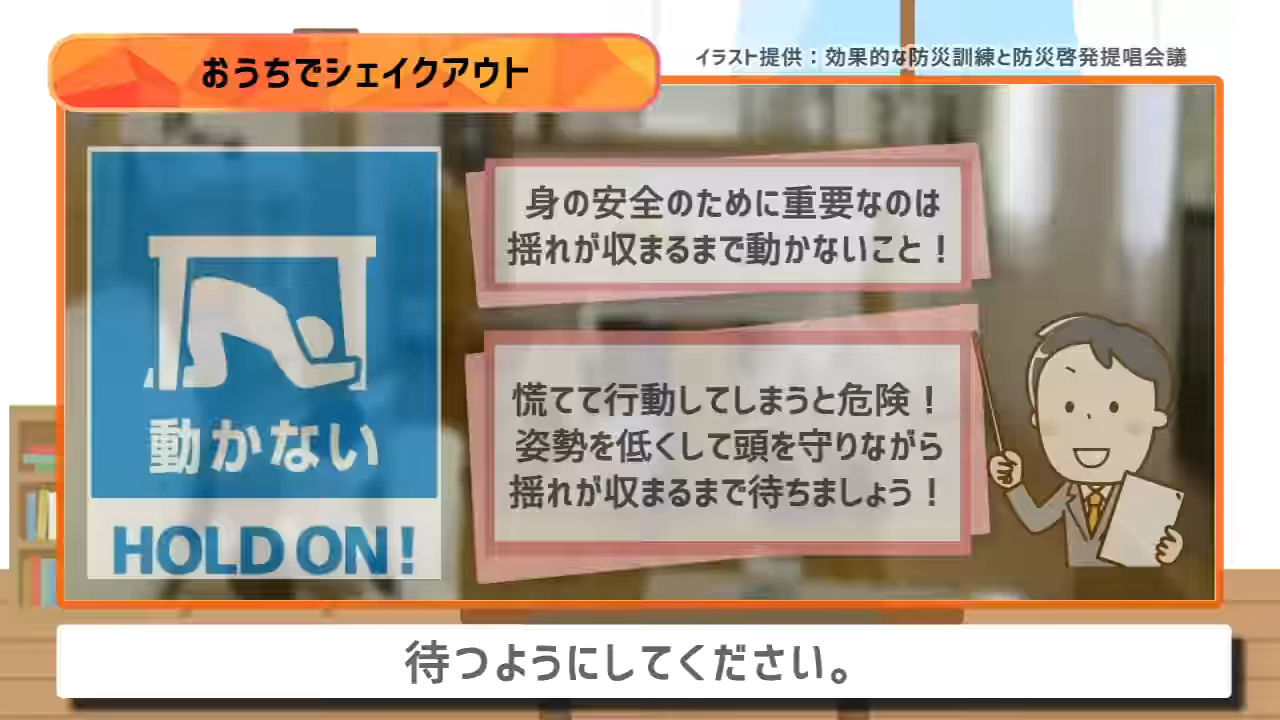 おうちでシェイクアウト
イラスト提供：効果的な防災訓練と防災啓発提唱会議
動かない
HOLD ON!
身の安全のために重要なのは
揺れが収まるまで動かないこと！
慌てて行動してしまうと危険！
姿勢を低くして頭を守りながら
揺れが収まるまで待ちましょう！
待つようにしてください。